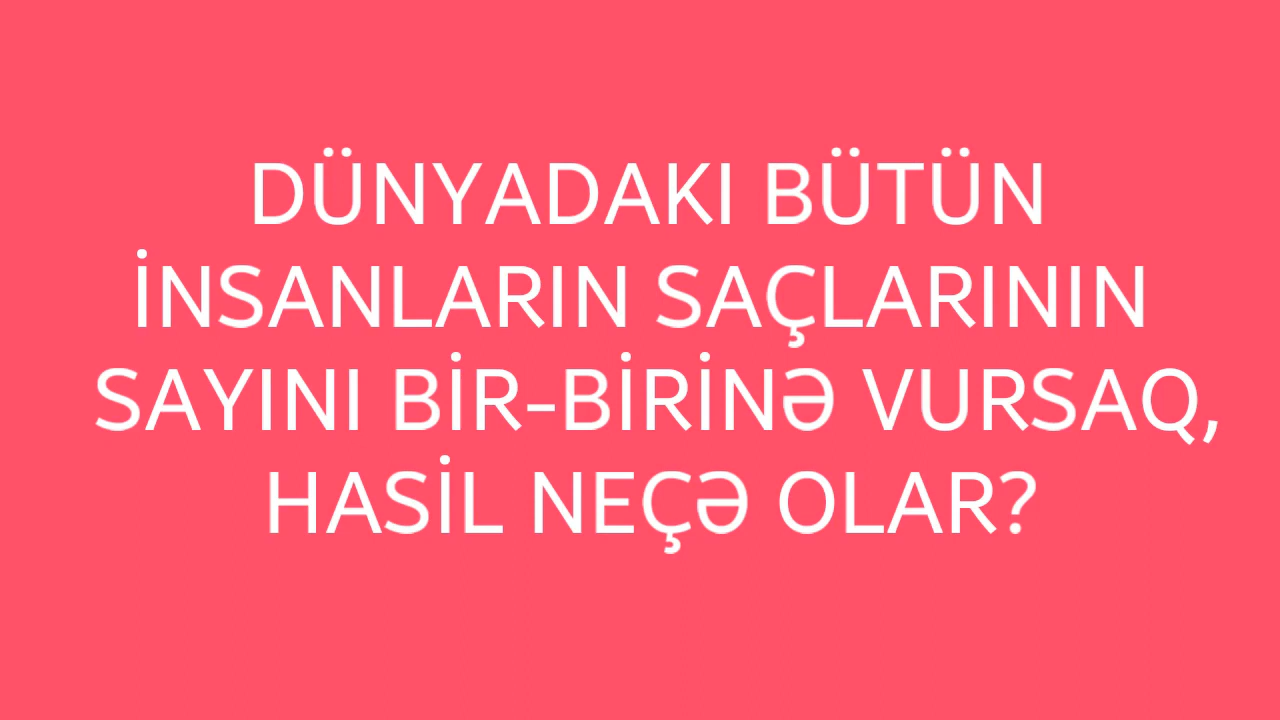 DÜNYADAKI BÜTÜN
İNSANLARIN SAÇLARININ
SAYINI BİR-BİRİNƏ VURSAQ,
HASİL NEÇƏ OLAR?